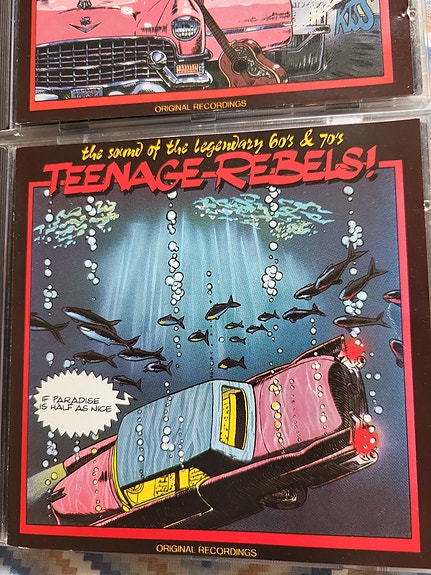 ORIGINAL RECORDINGS
the sound of the legendary 60's & 70's
TEENAGE-REBELS!
IF PARADISE
IS HALF AS NICE
ORIGINAL RECORDINGS